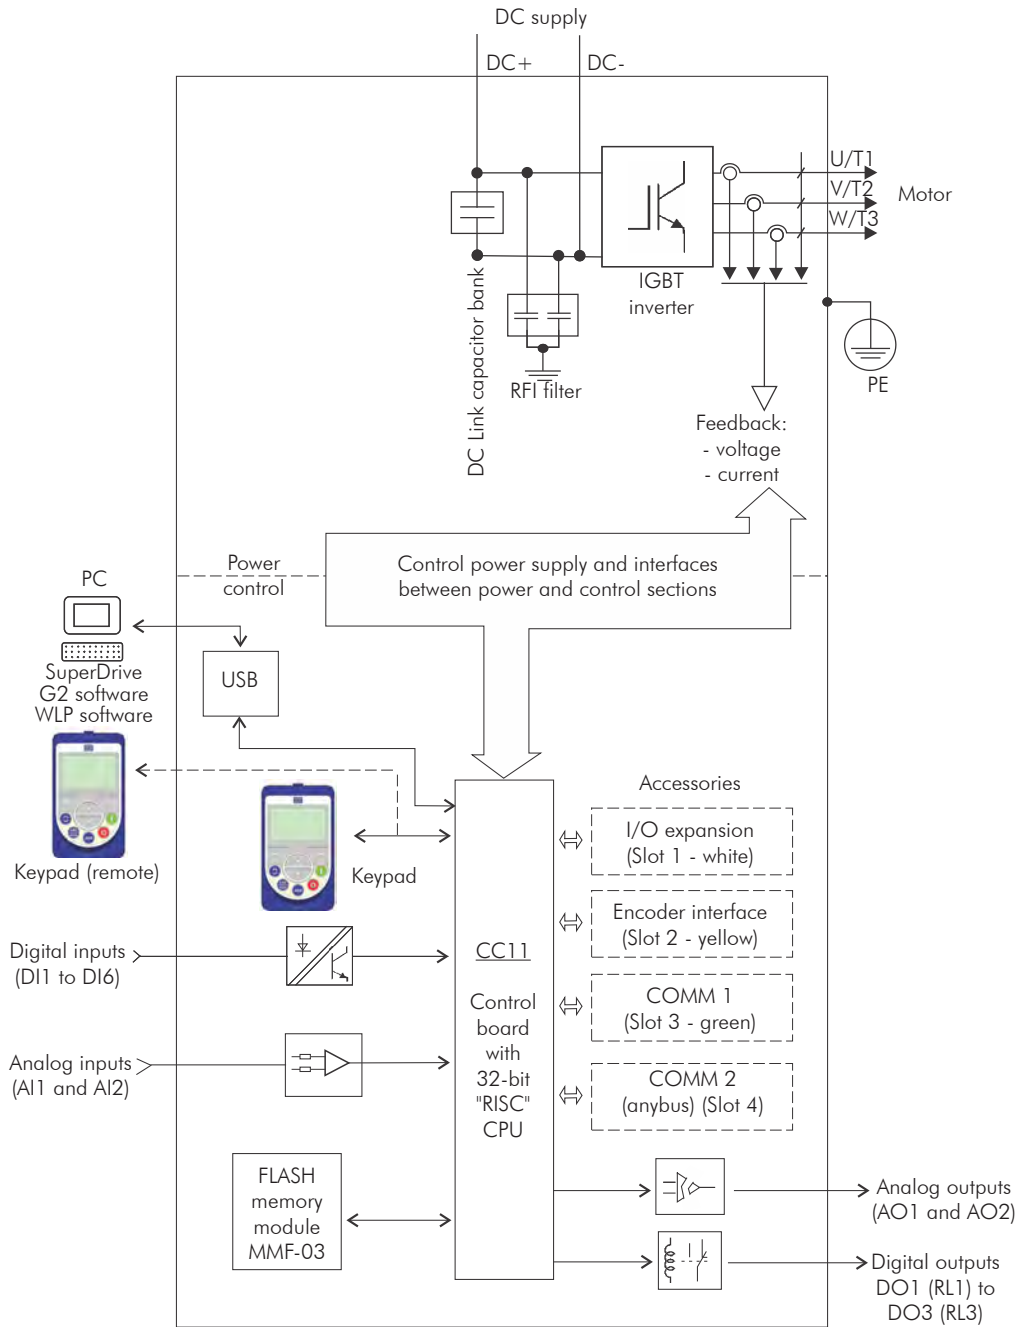 DC supply
DC+
DC-
U/T1
V/T2
W/T3
Motor
IGBT
inverter
DC Link capacitor bank
RFI filter
PE
Feedback:
- voltage
- current
Power
control
Control power supply and interfaces
between power and control sections
PC
SuperDrive
G2 software
WLP software
USB
Keypad (remote)
Keypad
Accessories
I/O expansion
(Slot 1 - white)
Encoder interface
(Slot 2 - yellow)
COMM 1
(Slot 3 - green)
COMM 2
(anybus) (Slot 4)
Digital inputs
(DI1 to DI6)
Analog inputs
(AI1 and AI2)
CC11
Control
board
with
32-bit
"RISC"
CPU
FLASH
memory
module
MMF-03
Analog outputs
(AO1 and AO2)
Digital outputs
DO1 (RL1) to
DO3 (RL3)